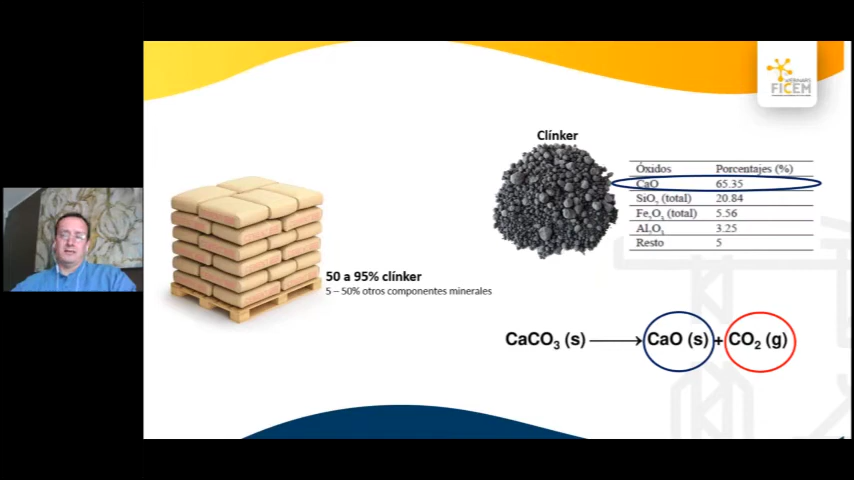 FICEM
Clínker
Óxidos Porcentajes (%)
CaO 65.35
SiO₂ (total) 20.84
Fe₂O₃ (total) 5.56
Al₂O₃ 3.25
Resto 5
50 a 95% clínker
5 – 50% otros componentes minerales
CaCO₃ (s) ⟶ CaO (s) + CO₂ (g)